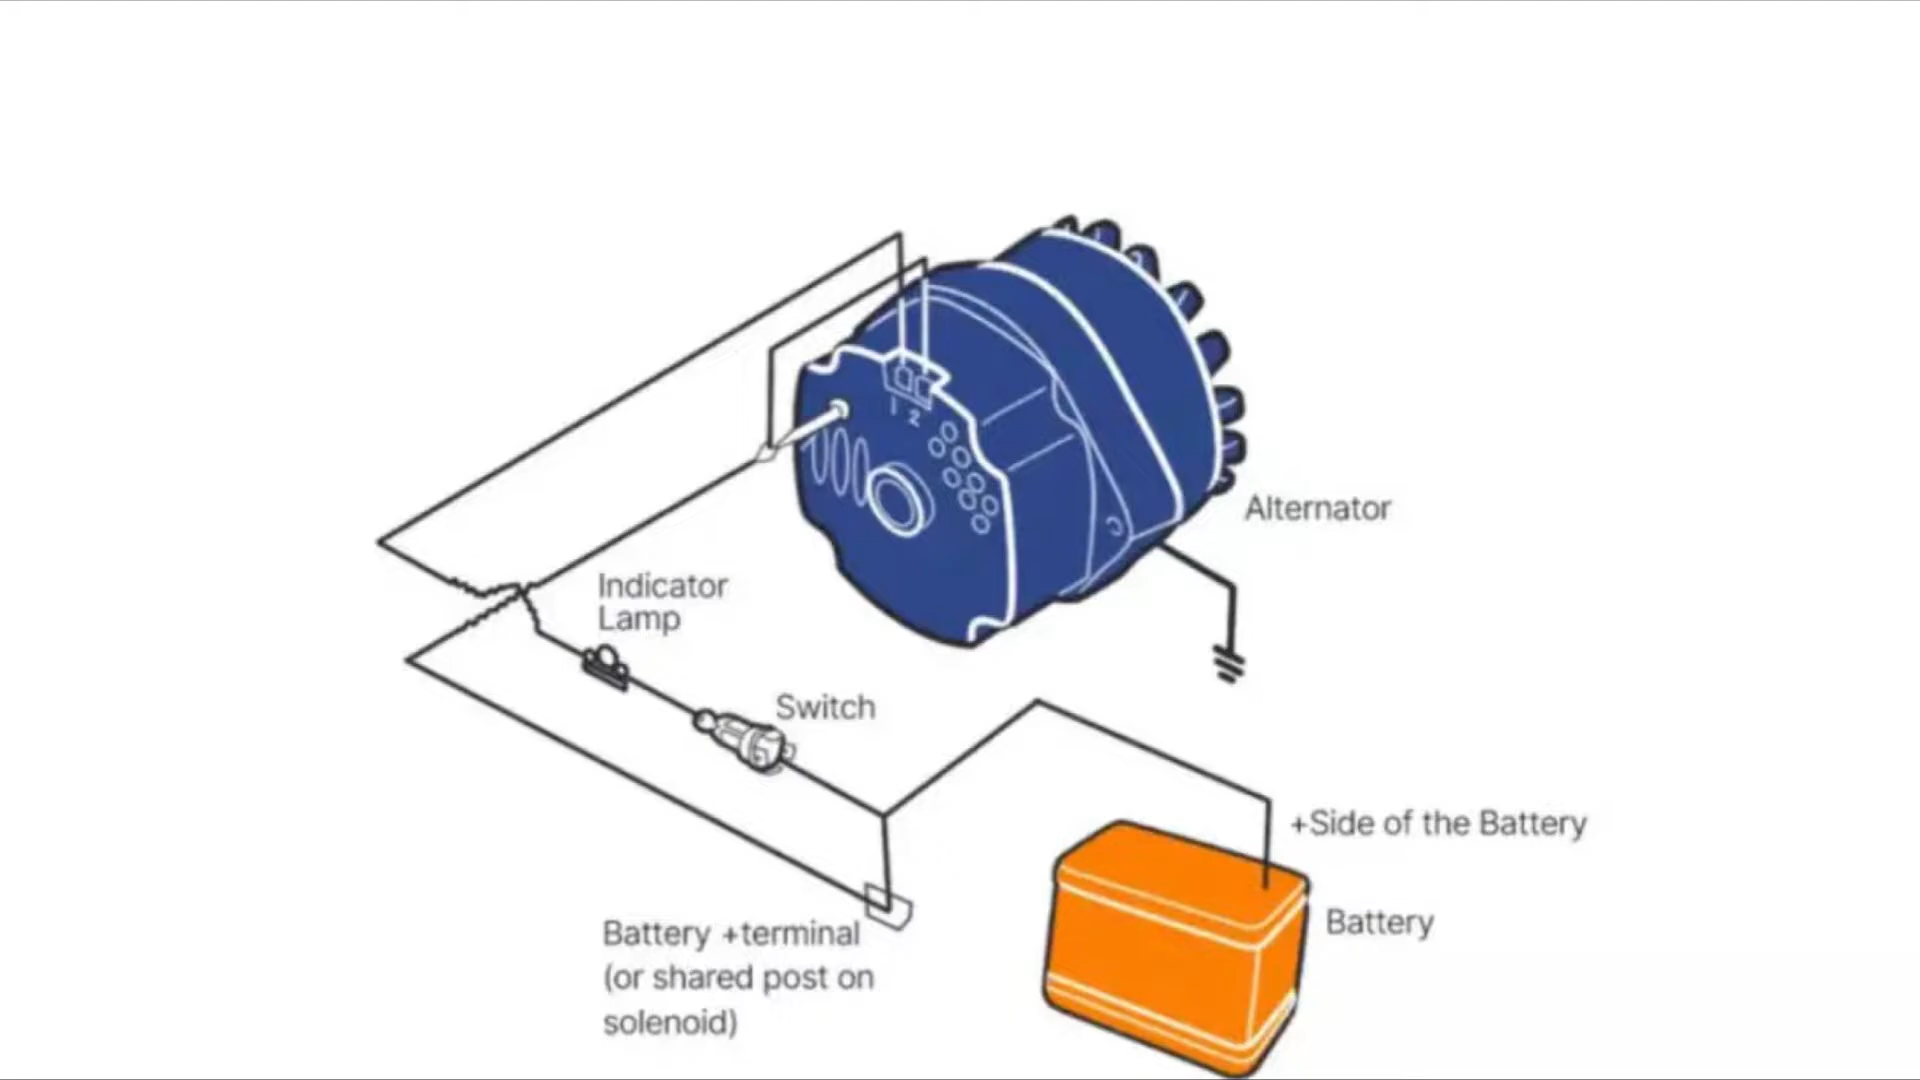 1 2
Alternator
Indicator
Lamp
Switch
+Side of the Battery
Battery
Battery +terminal
(or shared post on
solenoid)